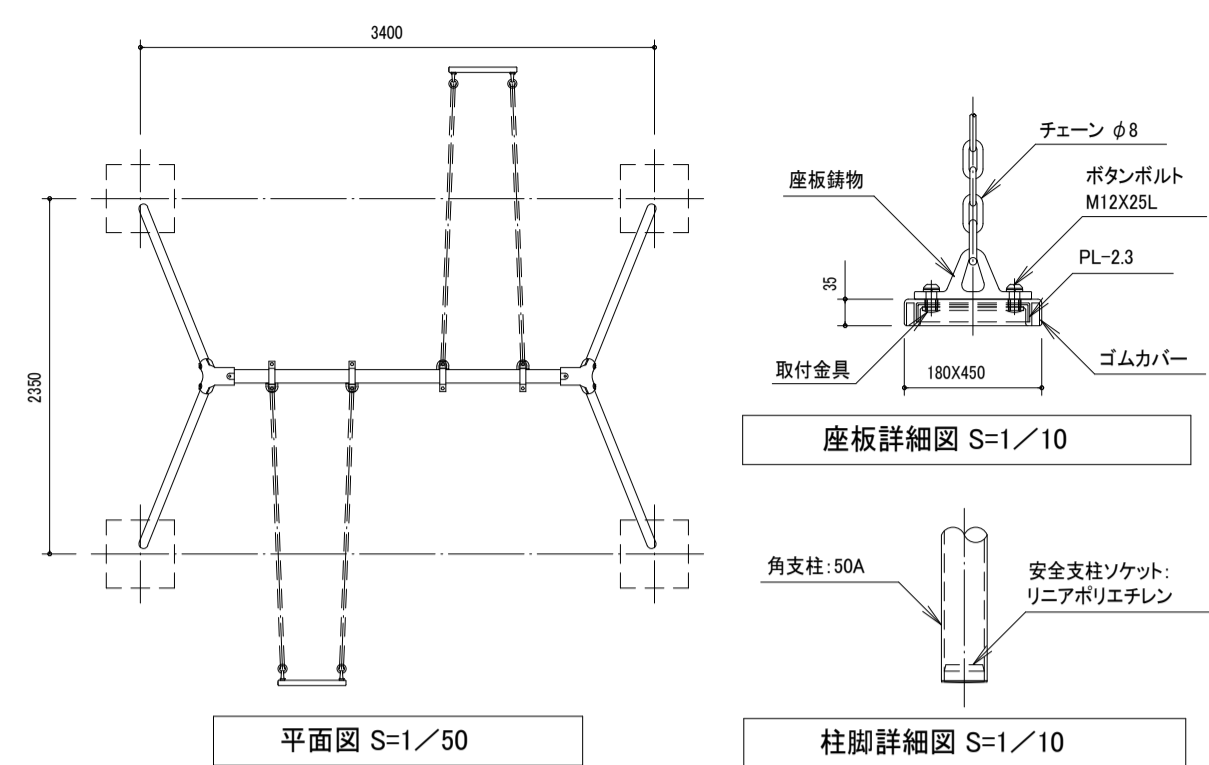 3400
2350
平面図 S=1／50
チェーン φ8
座板鋳物
ボタンボルト
M12X25L
PL-2.3
35
取付金具
180X450
ゴムカバー
座板詳細図 S=1／10
角支柱:50A
安全支柱ソケット:
リニアポリエチレン
柱脚詳細図 S=1／10